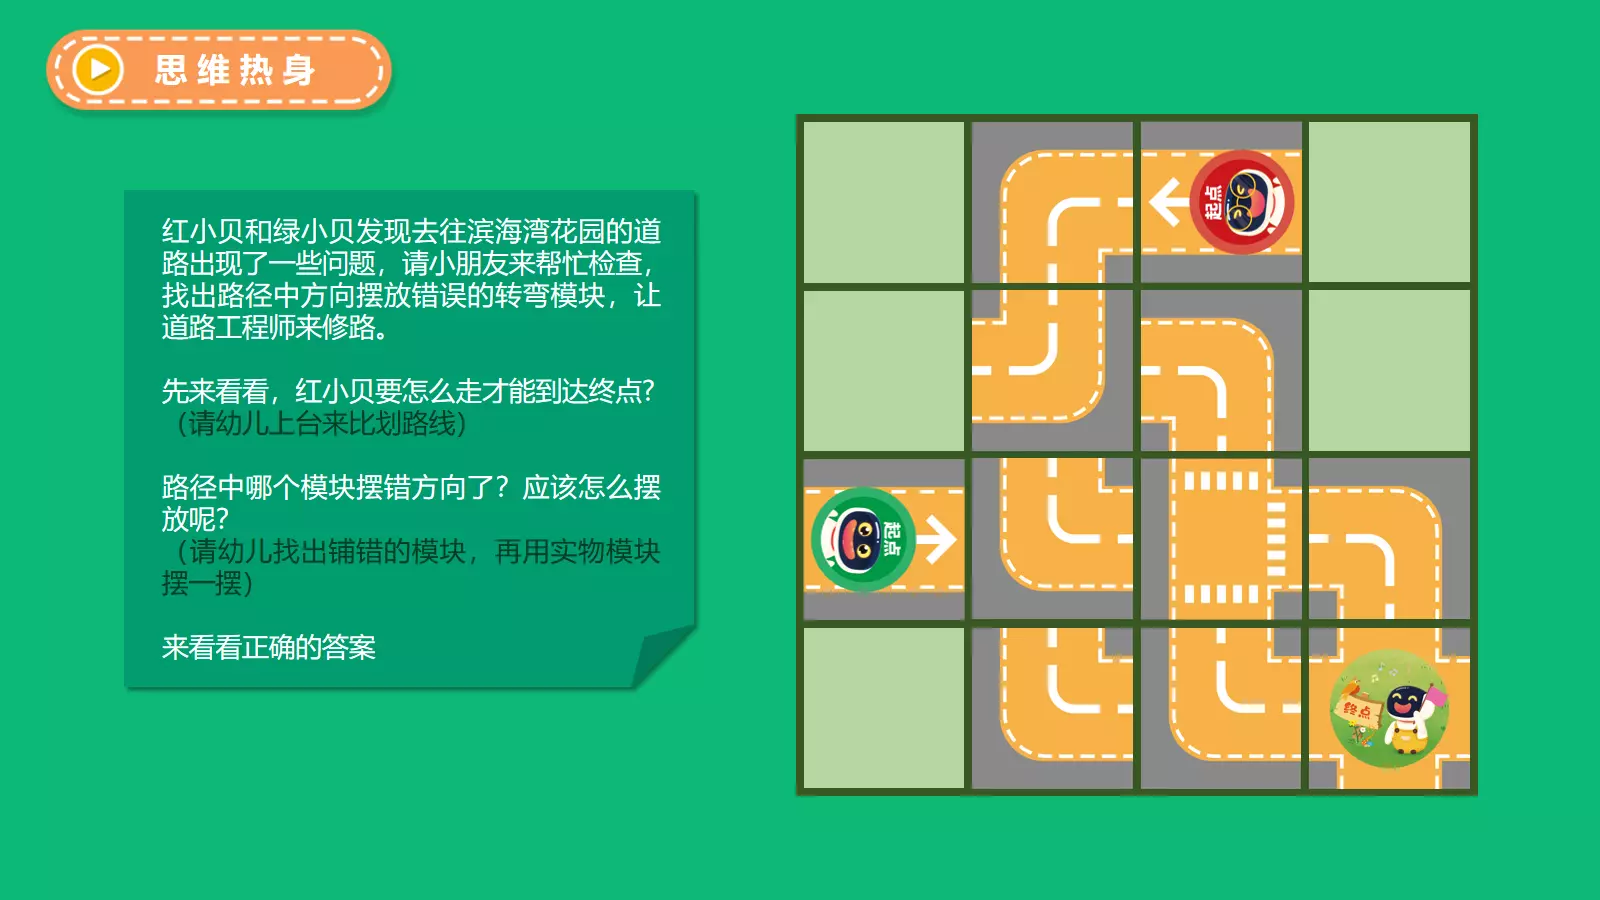 思维热身
红小贝和绿小贝发现去往滨海湾花园的道
路出现了一些问题，请小朋友来帮忙检查，
找出路径中方向摆放错误的转弯模块，让
道路工程师来修路。
先来看看，红小贝要怎么走才能到达终点?
（请幼儿上台来比划路线）
路径中哪个模块摆错方向了？应该怎么摆
放呢?
（请幼儿找出铺错的模块，再用实物模块
摆一摆）
来看看正确的答案
起点
起点
终点